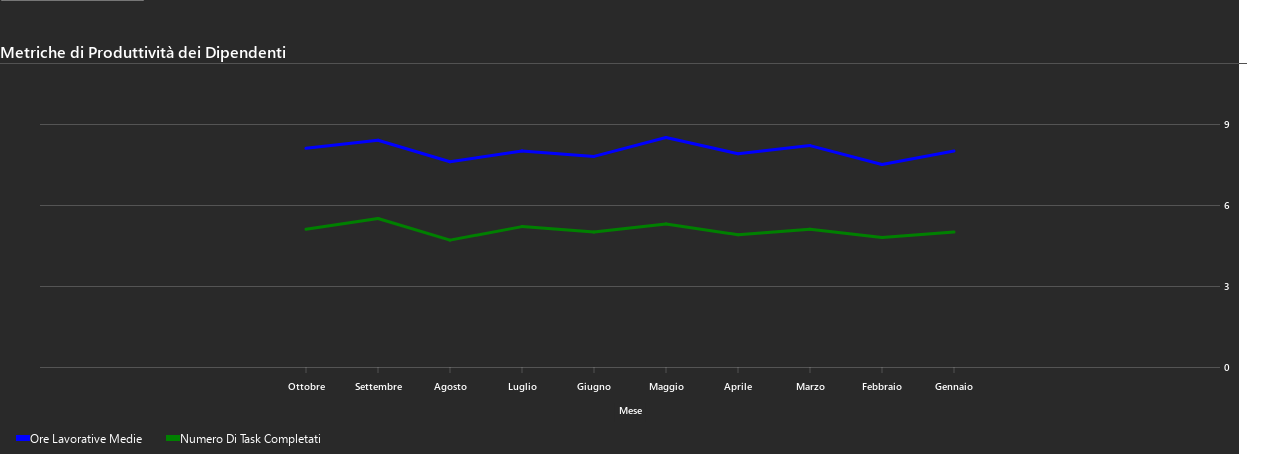 Metriche di Produttività dei Dipendenti
9
6
3
0
Ottobre Settembre Agosto Luglio Giugno Maggio Aprile Marzo Febbraio Gennaio
Mese
Ore Lavorative Medie Numero Di Task Completati